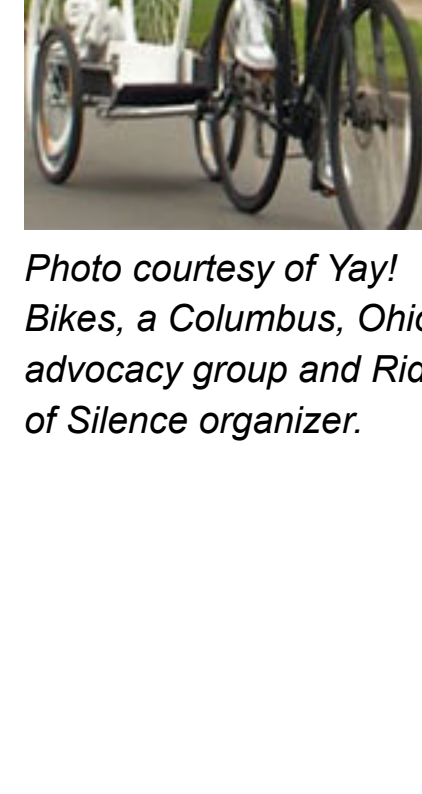 Photo courtesy of Yay!
Bikes, a Columbus,
advocacy group and
of Silence organizer.